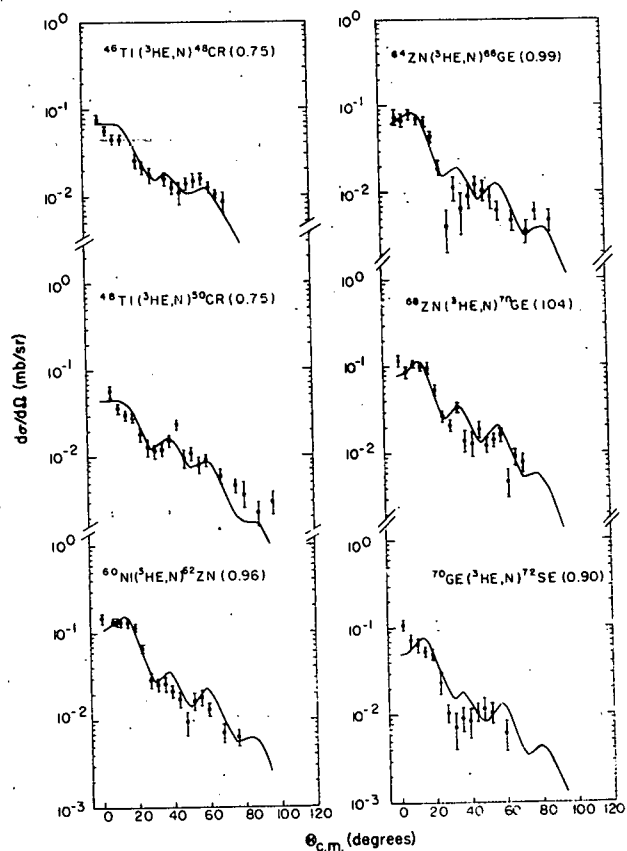 dσ/dΩ (mb/sr)
10⁰
10⁻¹
10⁻²
⁴⁶TI(³HE,N)⁴⁸CR(0.75)
10⁰
10⁻¹
10⁻²
⁴⁸TI(³HE,N)⁵⁰CR(0.75)
10⁰
10⁻¹
10⁻²
10⁻³
⁶⁰NI(³HE,N)⁶²ZN(0.96)
0 20 40 60 80 100 120
10⁰
10⁻¹
10⁻²
⁶⁴ZN(³HE,N)⁶⁶GE(0.99)
10⁰
10⁻¹
10⁻²
⁶⁸ZN(³HE,N)⁷⁰GE(104)
10⁰
10⁻¹
10⁻²
10⁻³
⁷⁰GE(³HE,N)⁷²SE(0.90)
0 20 40 60 80 100 120
Θc.m. (degrees)